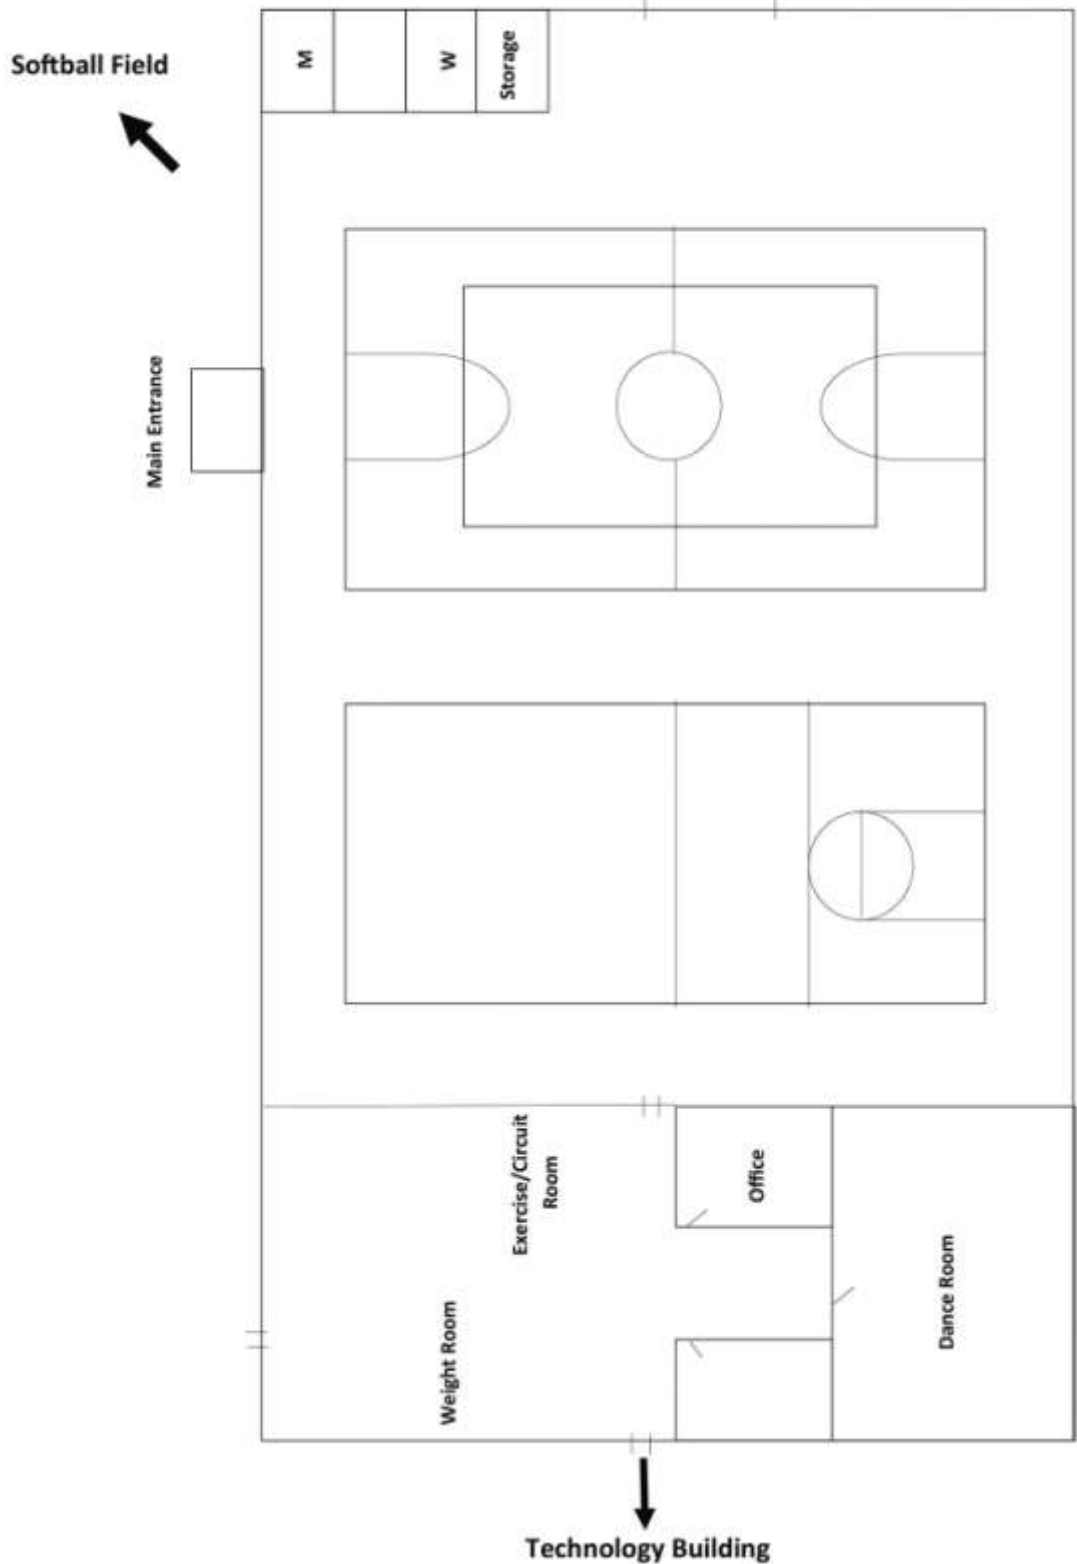 Softball Field
M
W
Storage
Main Entrance
Exercise/Circuit
Room
Office
Weight Room
Dance Room
Technology Building